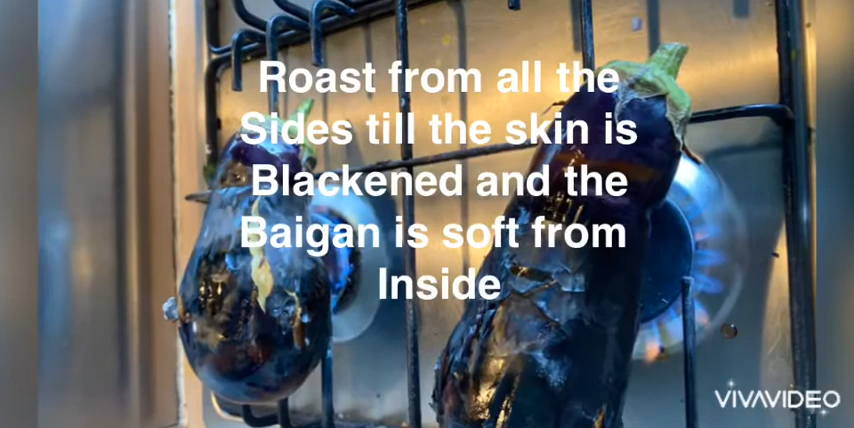 Roast from all the
Sides till the skin is
Blackened and the
Baigan is soft from
Inside
VIVAVIDEO